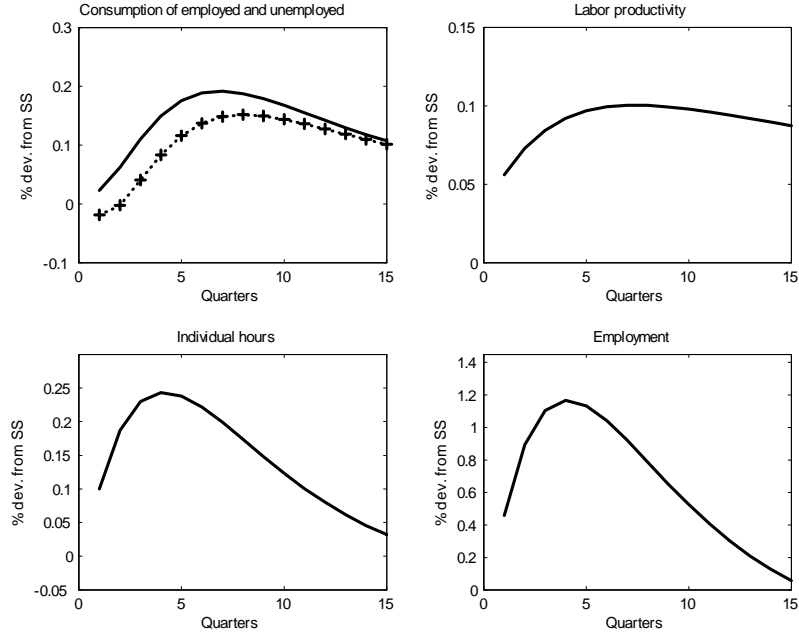 Consumption of employed and unemployed
0.3
0.2
0.1
0
-0.1
% dev. from SS
0 5 10 15
Quarters
Labor productivity
0.15
0.1
0.05
0
% dev. from SS
0 5 10 15
Quarters
Individual hours
0.25
0.2
0.15
0.1
0.05
0
-0.05
% dev. from SS
0 5 10 15
Quarters
Employment
1.4
1.2
1
0.8
0.6
0.4
0.2
0
% dev. from SS
0 5 10 15
Quarters